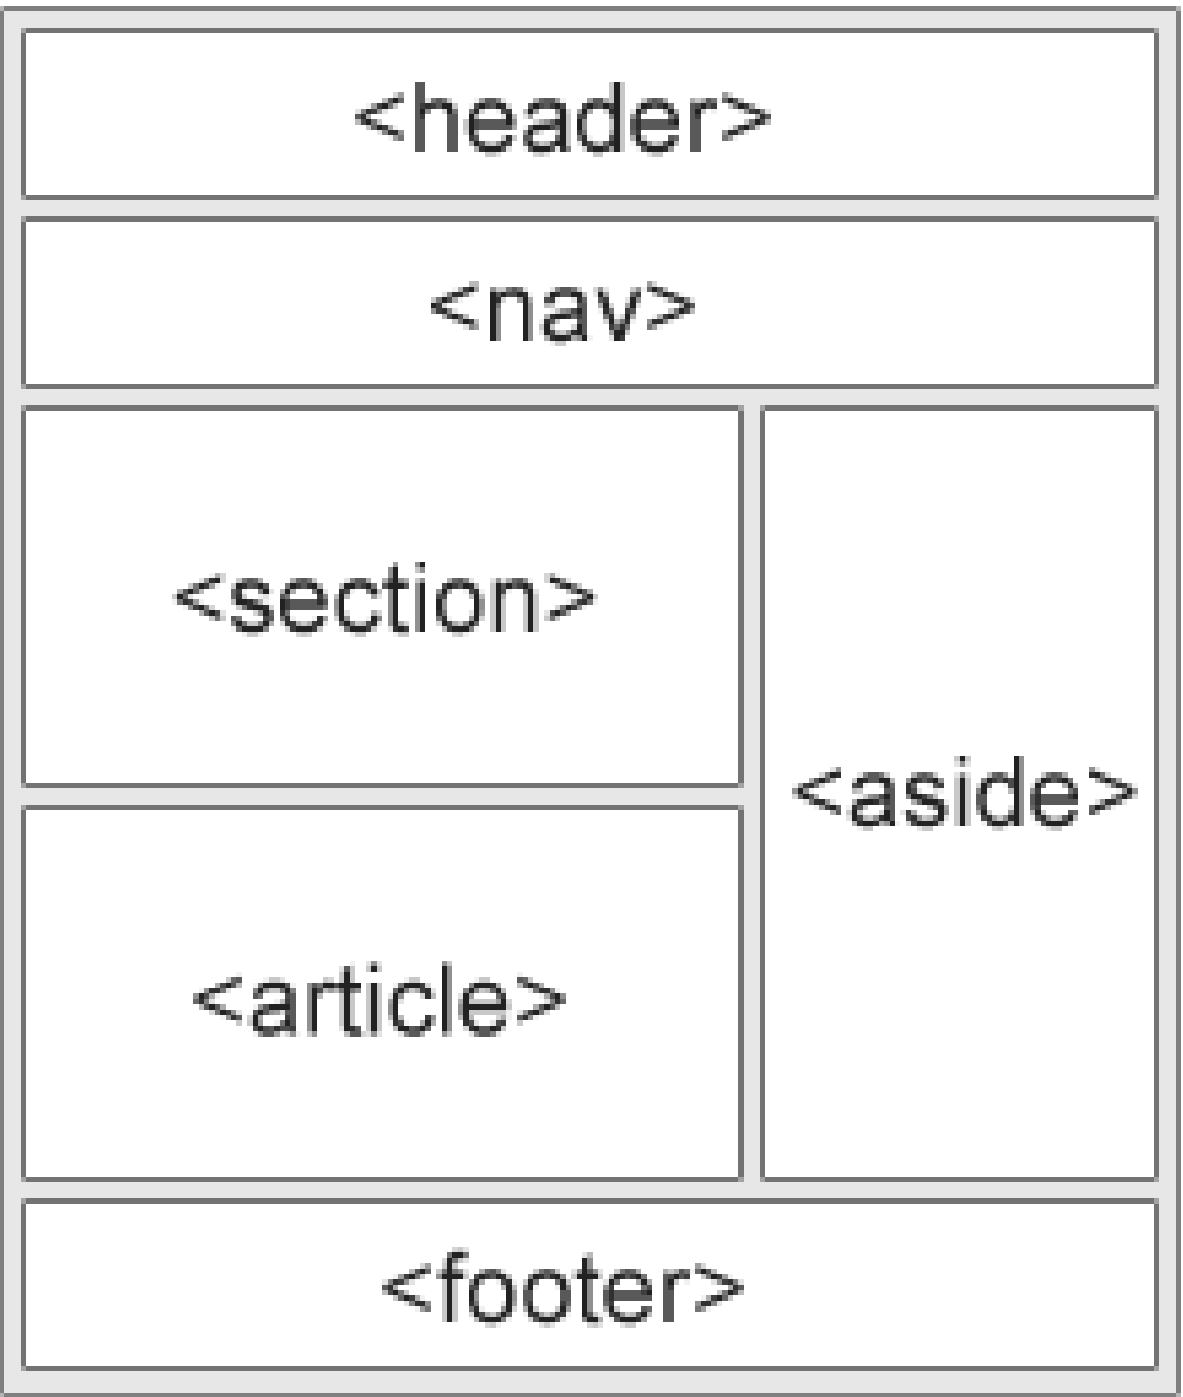 <header>
<nav>
<section>
<aside>
<article>
<footer>